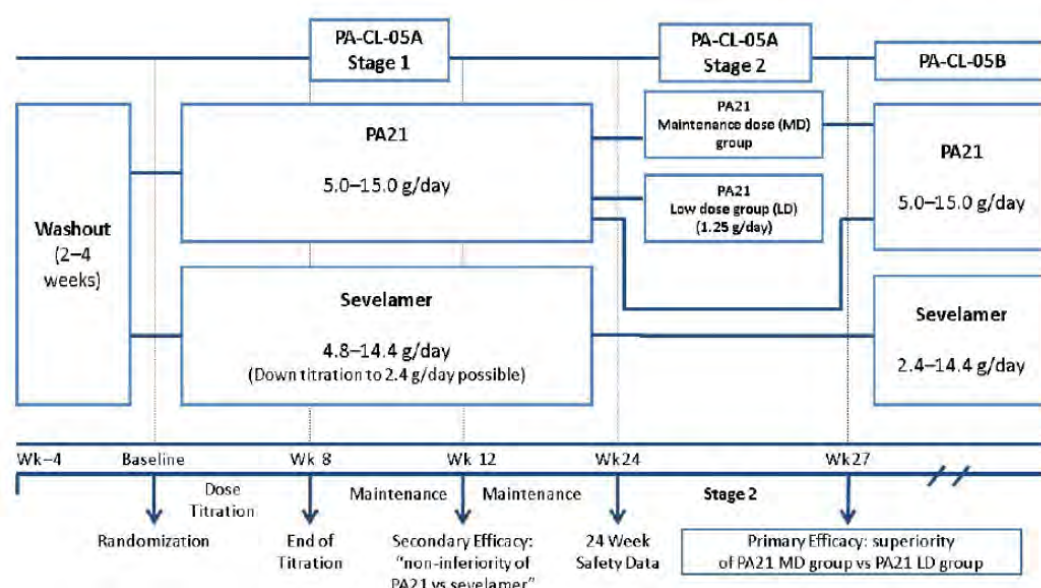 PA-CL-05A
Stage 1
PA-CL-05A
Stage 2
PA-CL-05B
Washout
(2–4
weeks)
PA21
5.0–15.0 g/day
Sevelamer
4.8–14.4 g/day
(Down titration to 2.4 g/day possible)
PA21
Maintenance dose (MD)
group
PA21
Low dose group (LD)
(1.25 g/day)
PA21
5.0–15.0 g/day
Sevelamer
2.4–14.4 g/day
Wk–4 Baseline Wk 8 Wk 12 Wk24 Wk27
Dose
Titration
Maintenance Maintenance Stage 2
Randomization
End of
Titration
Secondary Efficacy:
"non-inferiority of
PA21 vs sevelamer"
24 Week
Safety Data
Primary Efficacy: superiority
of PA21 MD group vs PA21 LD group